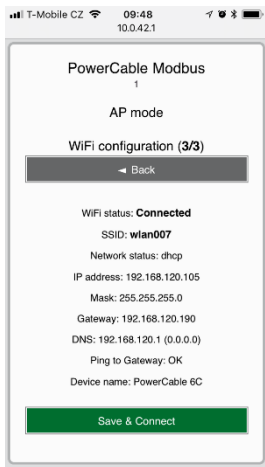 T-Mobile CZ 09:48
10.0.42.1
PowerCable Modbus
1
AP mode
WiFi configuration (3/3)
◄ Back
WiFi status: Connected
SSID: wlan007
Network status: dhcp
IP address: 192.168.120.105
Mask: 255.255.255.0
Gateway: 192.168.120.190
DNS: 192.168.120.1 (0.0.0.0)
Ping to Gateway: OK
Device name: PowerCable 6C
Save & Connect